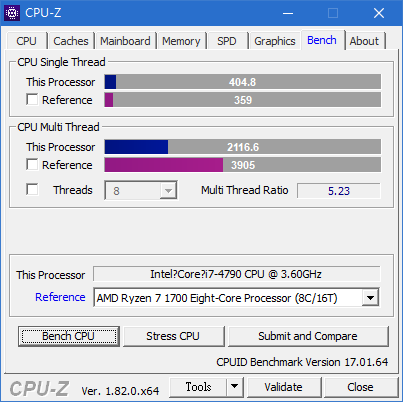 CPU-Z
CPU Caches Mainboard Memory SPD Graphics Bench About
CPU Single Thread
This Processor 404.8
Reference 359
CPU Multi Thread
This Processor 2116.6
Reference 3905
Threads 8 Multi Thread Ratio 5.23
This Processor Intel?Core?i7-4790 CPU @ 3.60GHz
Reference AMD Ryzen 7 1700 Eight-Core Processor (8C/16T)
Bench CPU Stress CPU Submit and Compare
CPUID Benchmark Version 17.01.64
CPU-Z Ver. 1.82.0.x64 Tools Validate Close